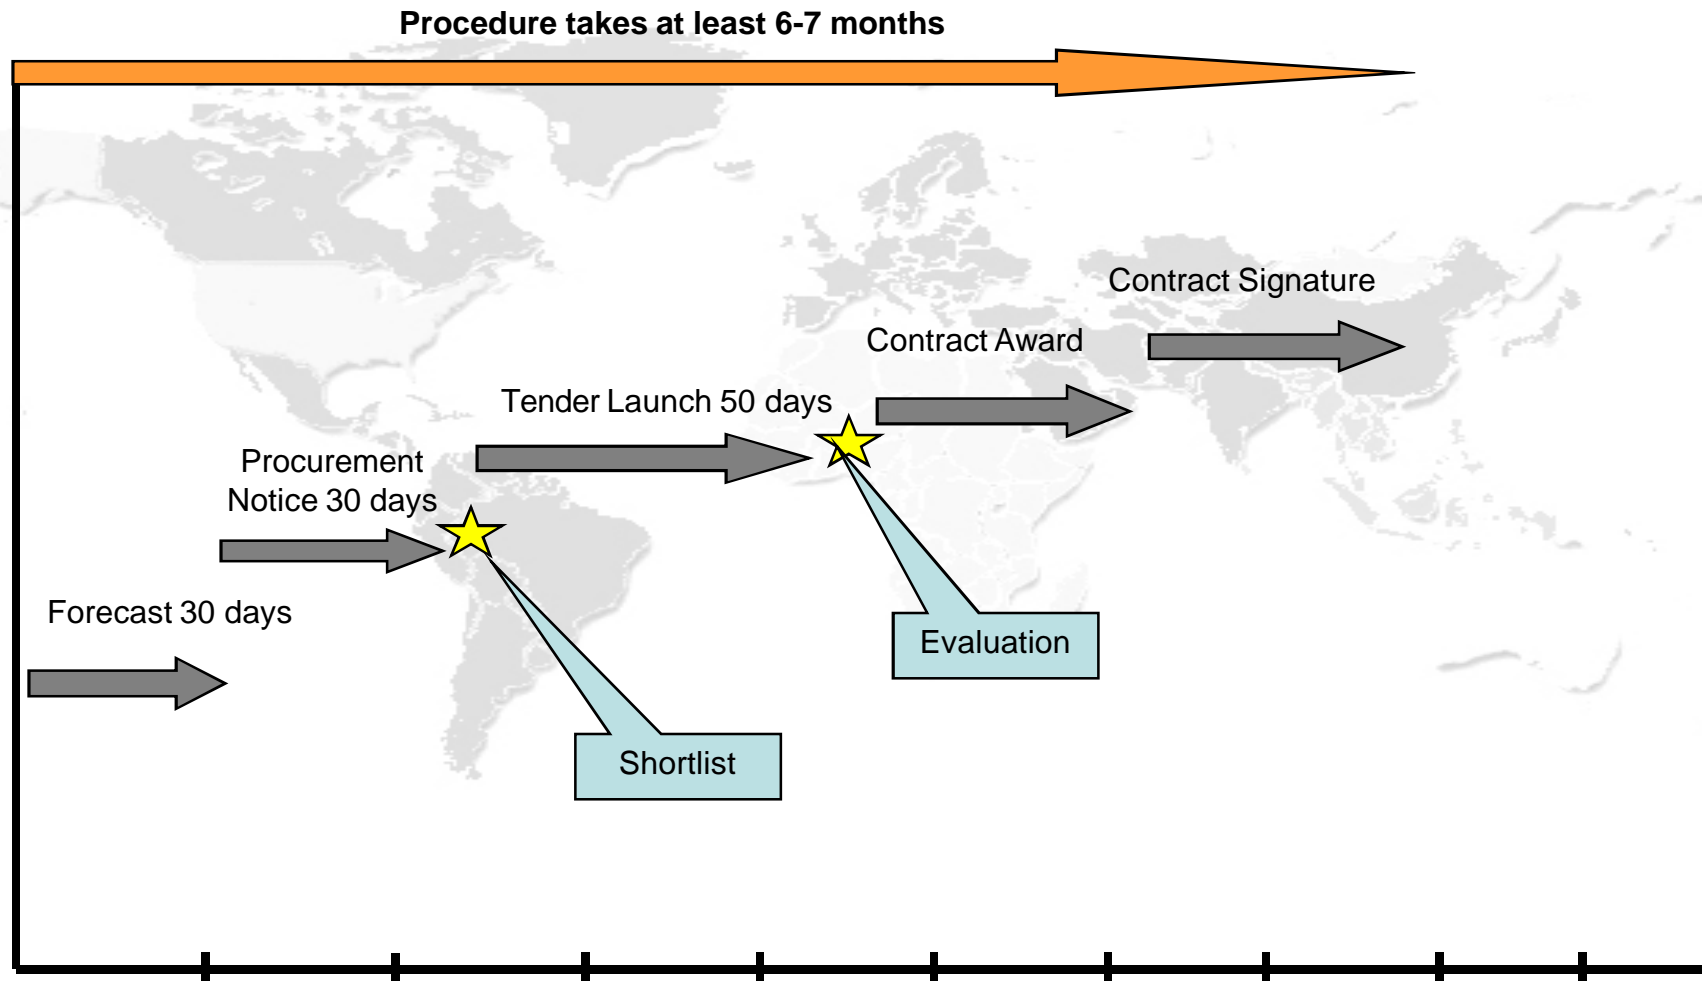 Procedure takes at least 6-7 months
Contract Signature
Contract Award
Tender Launch 50 days
Procurement
Notice 30 days
Forecast 30 days
Evaluation
Shortlist